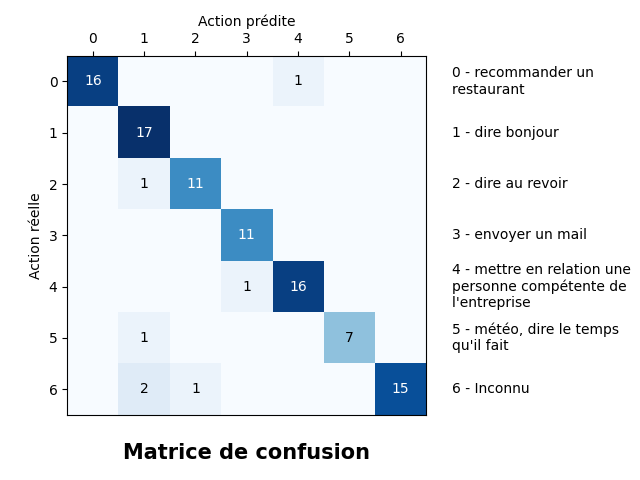 Action prédite
0 1 2 3 4 5 6
Action réelle
0 16 1
1 17
2 1 11
3 11
4 1 16
5 1 7
6 2 1 15
0 - recommander un
restaurant
1 - dire bonjour
2 - dire au revoir
3 - envoyer un mail
4 - mettre en relation une
personne compétente de
l'entreprise
5 - météo, dire le temps
qu'il fait
6 - Inconnu
Matrice de confusion